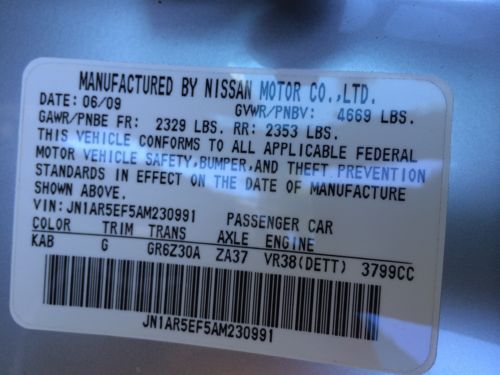 MANUFACTURED BY NISSAN MOTOR CO.,LTD.
DATE: 06/09 GVWR/PNBV: 4669 LBS.
GAWR/PNBE FR: 2329 LBS. RR: 2353 LBS.
THIS VEHICLE CONFORMS TO ALL APPLICABLE FEDERAL
MOTOR VEHICLE SAFETY,BUMPER,AND THEFT PREVENTION
STANDARDS IN EFFECT ON THE DATE OF MANUFACTURE
SHOWN ABOVE.
VIN: JN1AR5EF5AM230991 PASSENGER CAR
COLOR TRIM TRANS AXLE ENGINE
KAB G GR6Z30A ZA37 VR38(DETT) 3799CC
JN1AR5EF5AM230991